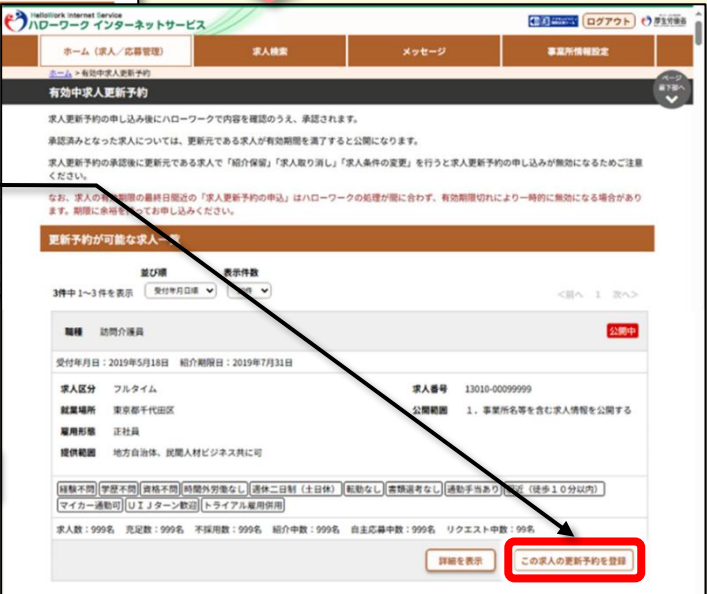 HelloWork Internet Service
ハローワーク インターネットサービス
ログアウト
厚生労働省
ホーム（求人／応募管理） 求人検索 メッセージ 事業所情報設定
ホーム > 有効中求人更新予約
有効中求人更新予約
ページ
最下部へ
求人更新予約の申し込み後にハローワークで内容を確認のうえ、承認されます。
承認済みとなった求人については、更新元である求人が有効期間を満了すると公開になります。
求人更新予約の承認後に更新元である求人で「紹介保留」「求人取り消し」「求人条件の変更」を行うと求人更新予約の申し込みが無効になるためご注意
ください。
なお、求人の有効期限の最終日間近の「求人更新予約の申込」はハローワークの処理が間に合わず、有効期限切れにより一時的に無効になる場合があり
ます。期限に余裕を持ってお申し込みください。
更新予約が可能な求人一覧
並び順 表示件数
3件中 1～3 件を表示 受付年月日順 件
<前へ 1 次へ>
職種 訪問介護員 公開中
受付年月日：2019年5月18日 紹介期限日：2019年7月31日
求人区分 フルタイム 求人番号 13010-00099999
就業場所 東京都千代田区 公開範囲 1．事業所名等を含む求人情報を公開する
雇用形態 正社員
提供範囲 地方自治体、民間人材ビジネス共に可
経験不問 学歴不問 資格不問 時間外労働なし 週休二日制（土日休） 転勤なし 書類選考なし 通勤手当あり 駅近（徒歩１０分以内）
マイカー通勤可 ＵＩＪターン歓迎 トライアル雇用併用
求人数：999名 充足数：999名 不採用数：999名 紹介中数：999名 自主応募中数：999名 リクエスト中数：99名
詳細を表示 この求人の更新予約を登録